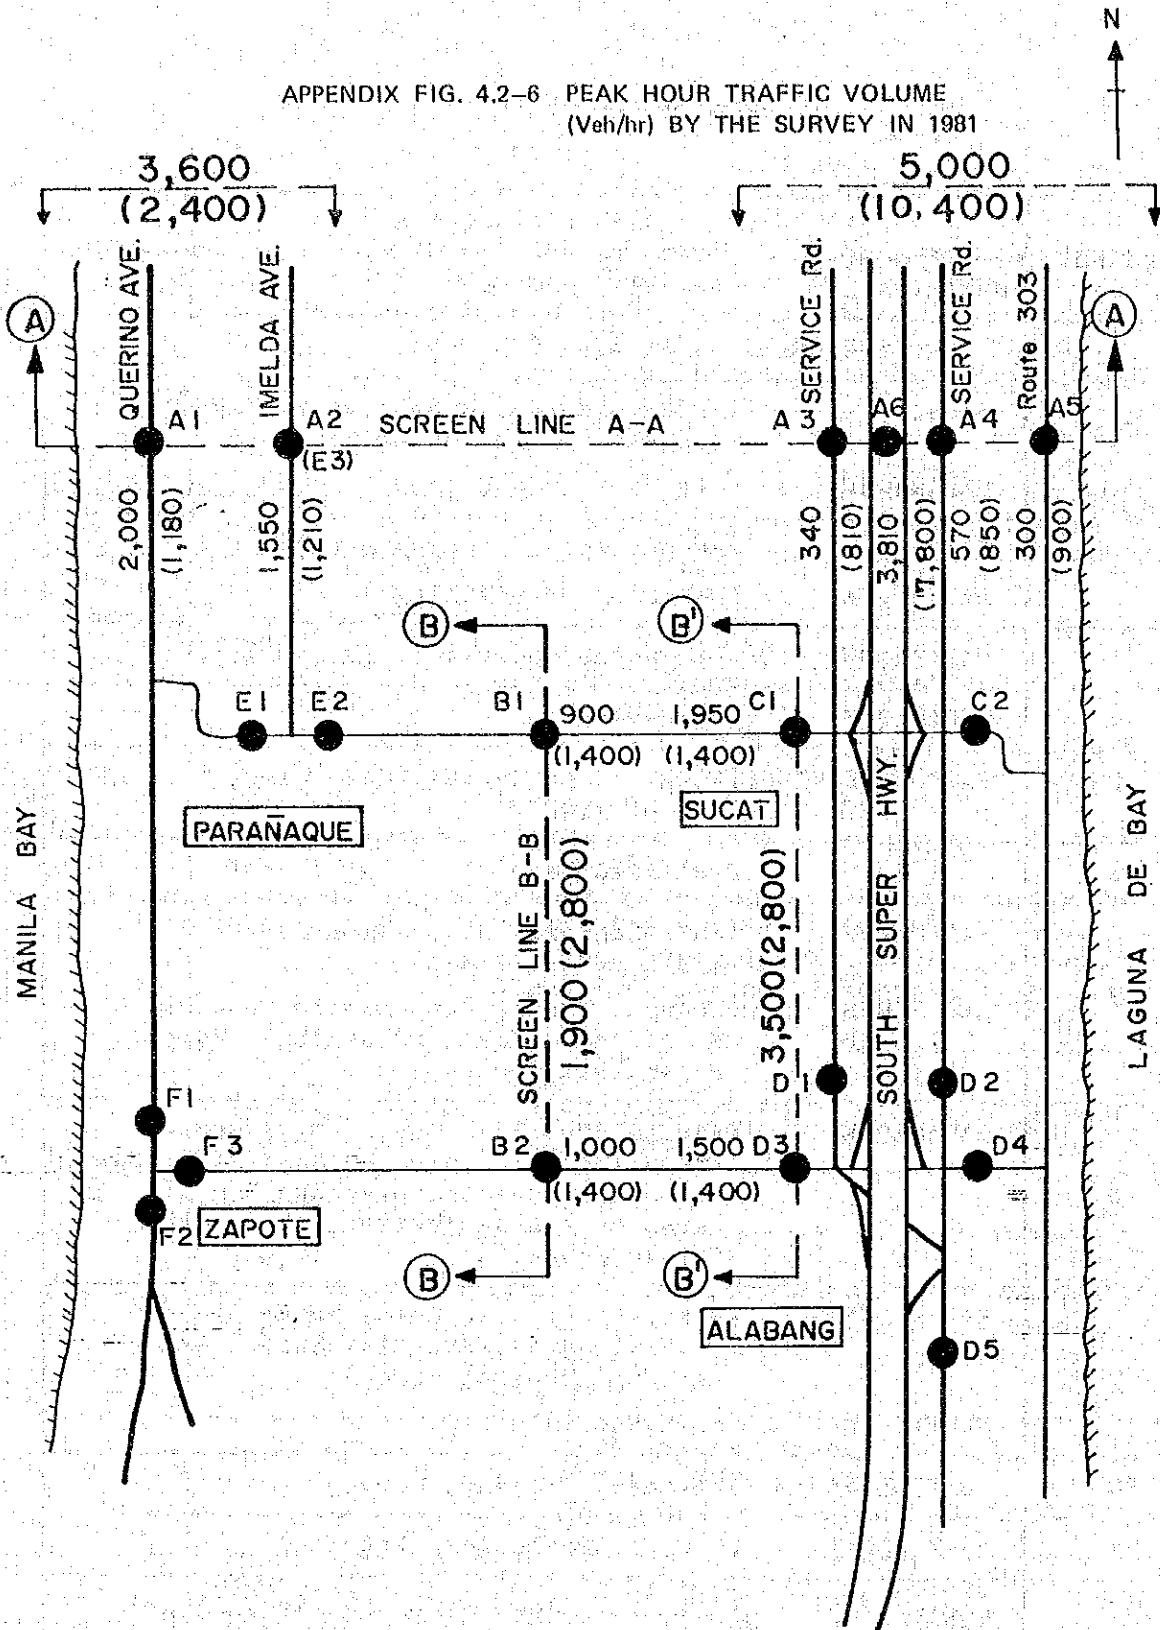 N
APPENDIX FIG. 4.2-6 PEAK HOUR TRAFFIC VOLUME
(Veh/hr) BY THE SURVEY IN 1981
3,600
(2,400)
5,000
(10,400)
QUERINO AVE.
IMELDA AVE.
SERVICE Rd.
SERVICE Rd.
Route 303
A
A
A1
A2
(E3)
SCREEN LINE A-A
A3
A6
A4
A5
2,000
(1,180)
1,550
(1,210)
340
(810)
3,810
(7,800)
570
(850)
300
(900)
B
B'
E1
E2
B1
900
(1,400)
1,950
(1,400)
C1
C2
PARAÑAQUE
SUCAT
MANILA BAY
SCREEN LINE B-B
1,900 (2,800)
3,500(2,800)
SOUTH SUPER HWY.
LAGUNA DE BAY
D1
D2
F1
F3
B2
1,000
(1,400)
1,500
(1,400)
D3
D4
F2
ZAPOTE
B
B'
ALABANG
D5